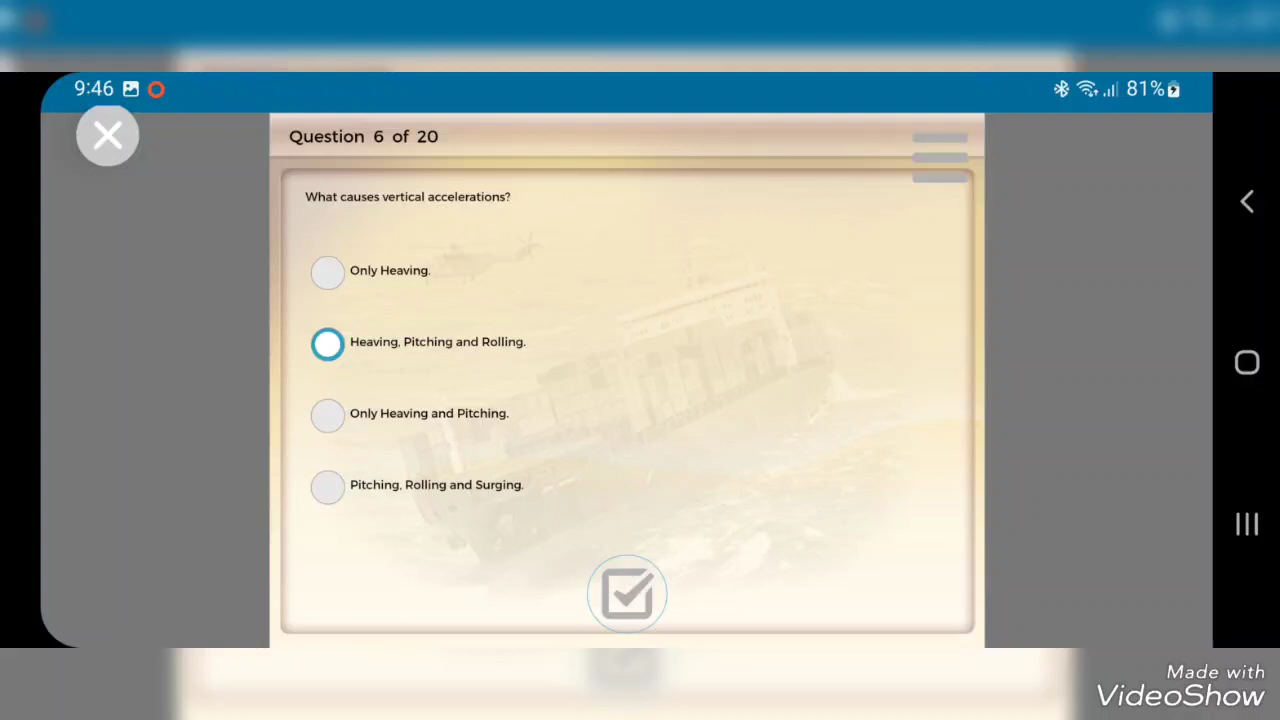 9:46
81%
Question 6 of 20
What causes vertical accelerations?
Only Heaving.
Heaving, Pitching and Rolling.
Only Heaving and Pitching.
Pitching, Rolling and Surging.
Made with
VideoShow